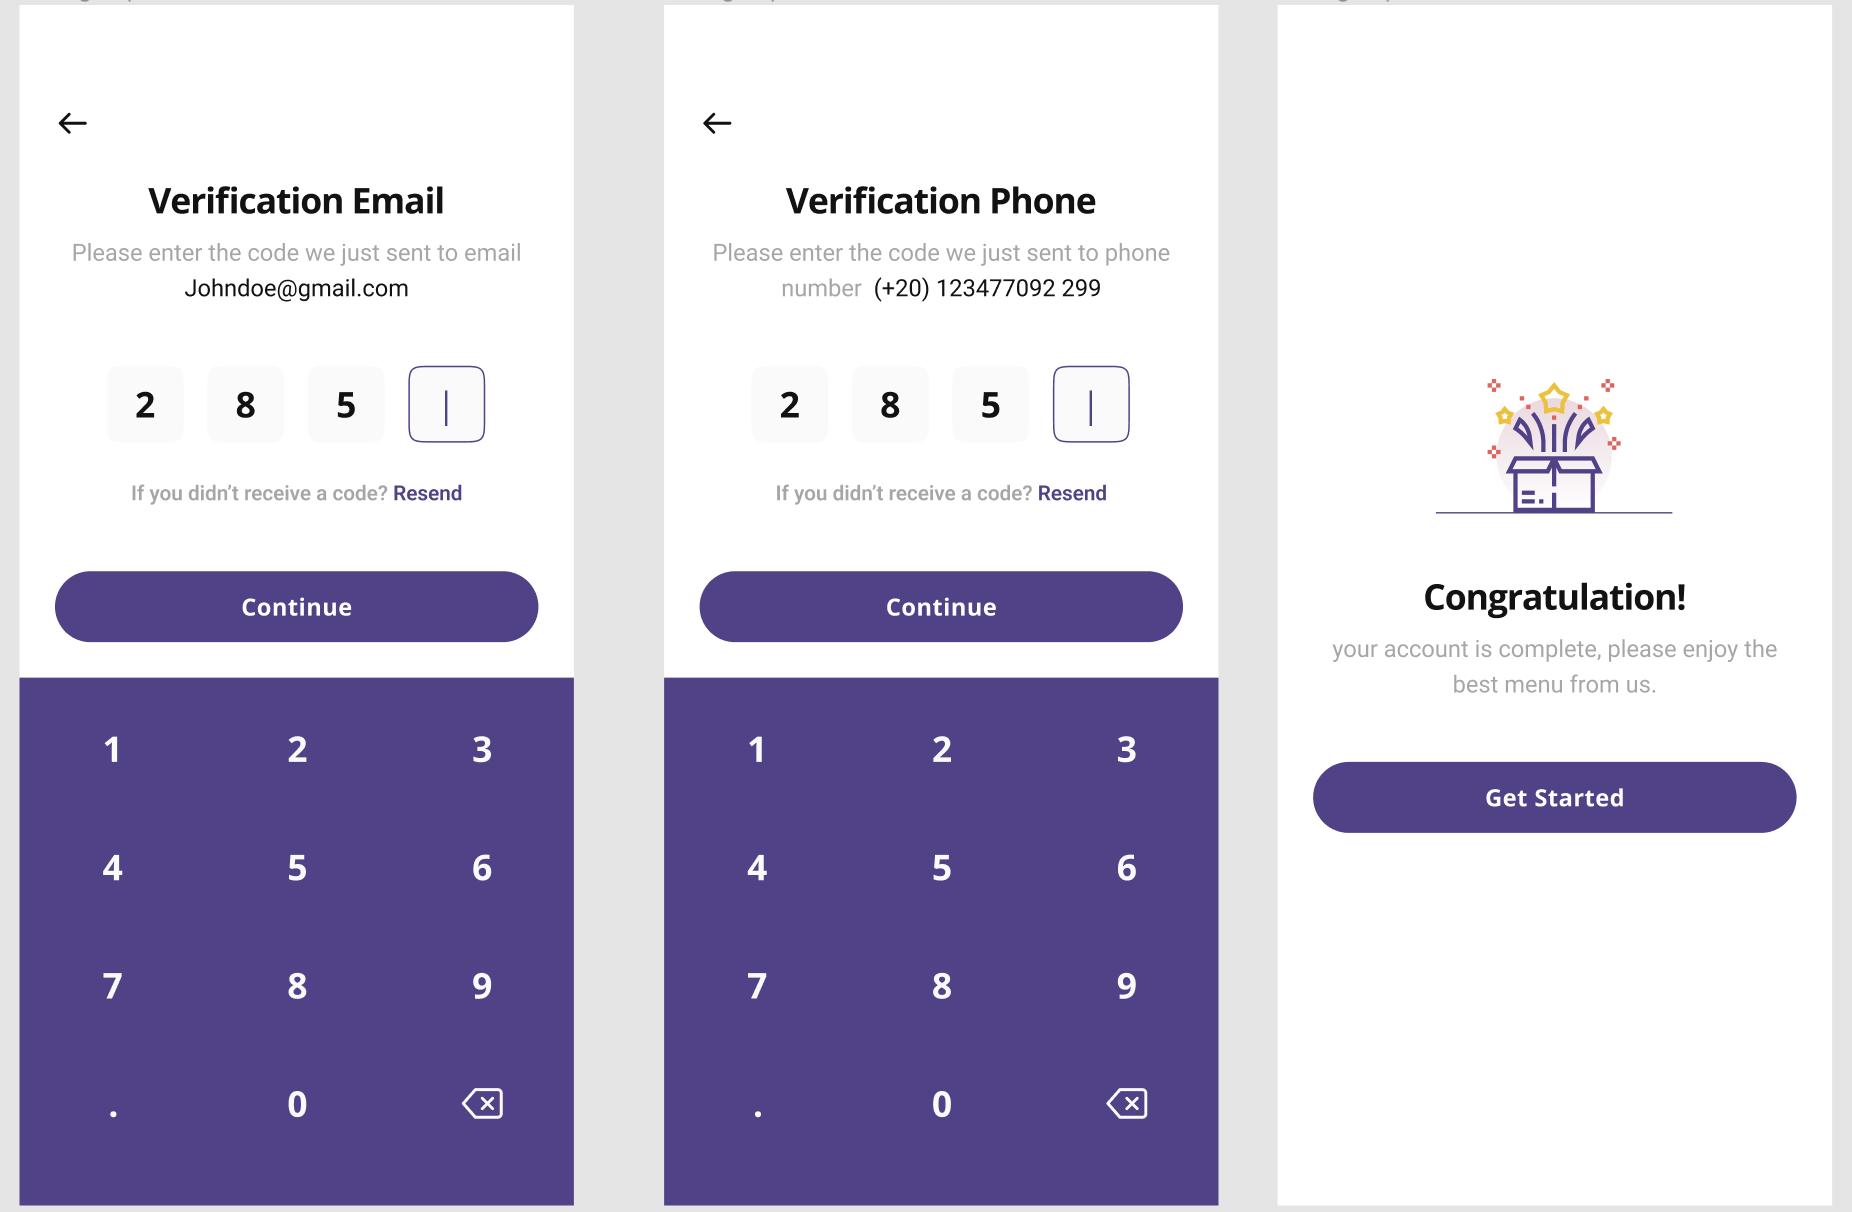 Verification Email
Please enter the code we just sent to email
Johndoe@gmail.com
2 8 5
If you didn’t receive a code? Resend
Continue
1 2 3
4 5 6
7 8 9
. 0
Verification Phone
Please enter the code we just sent to phone
number (+20) 123477092 299
2 8 5
If you didn’t receive a code? Resend
Continue
1 2 3
4 5 6
7 8 9
. 0
Congratulation!
your account is complete, please enjoy the
best menu from us.
Get Started